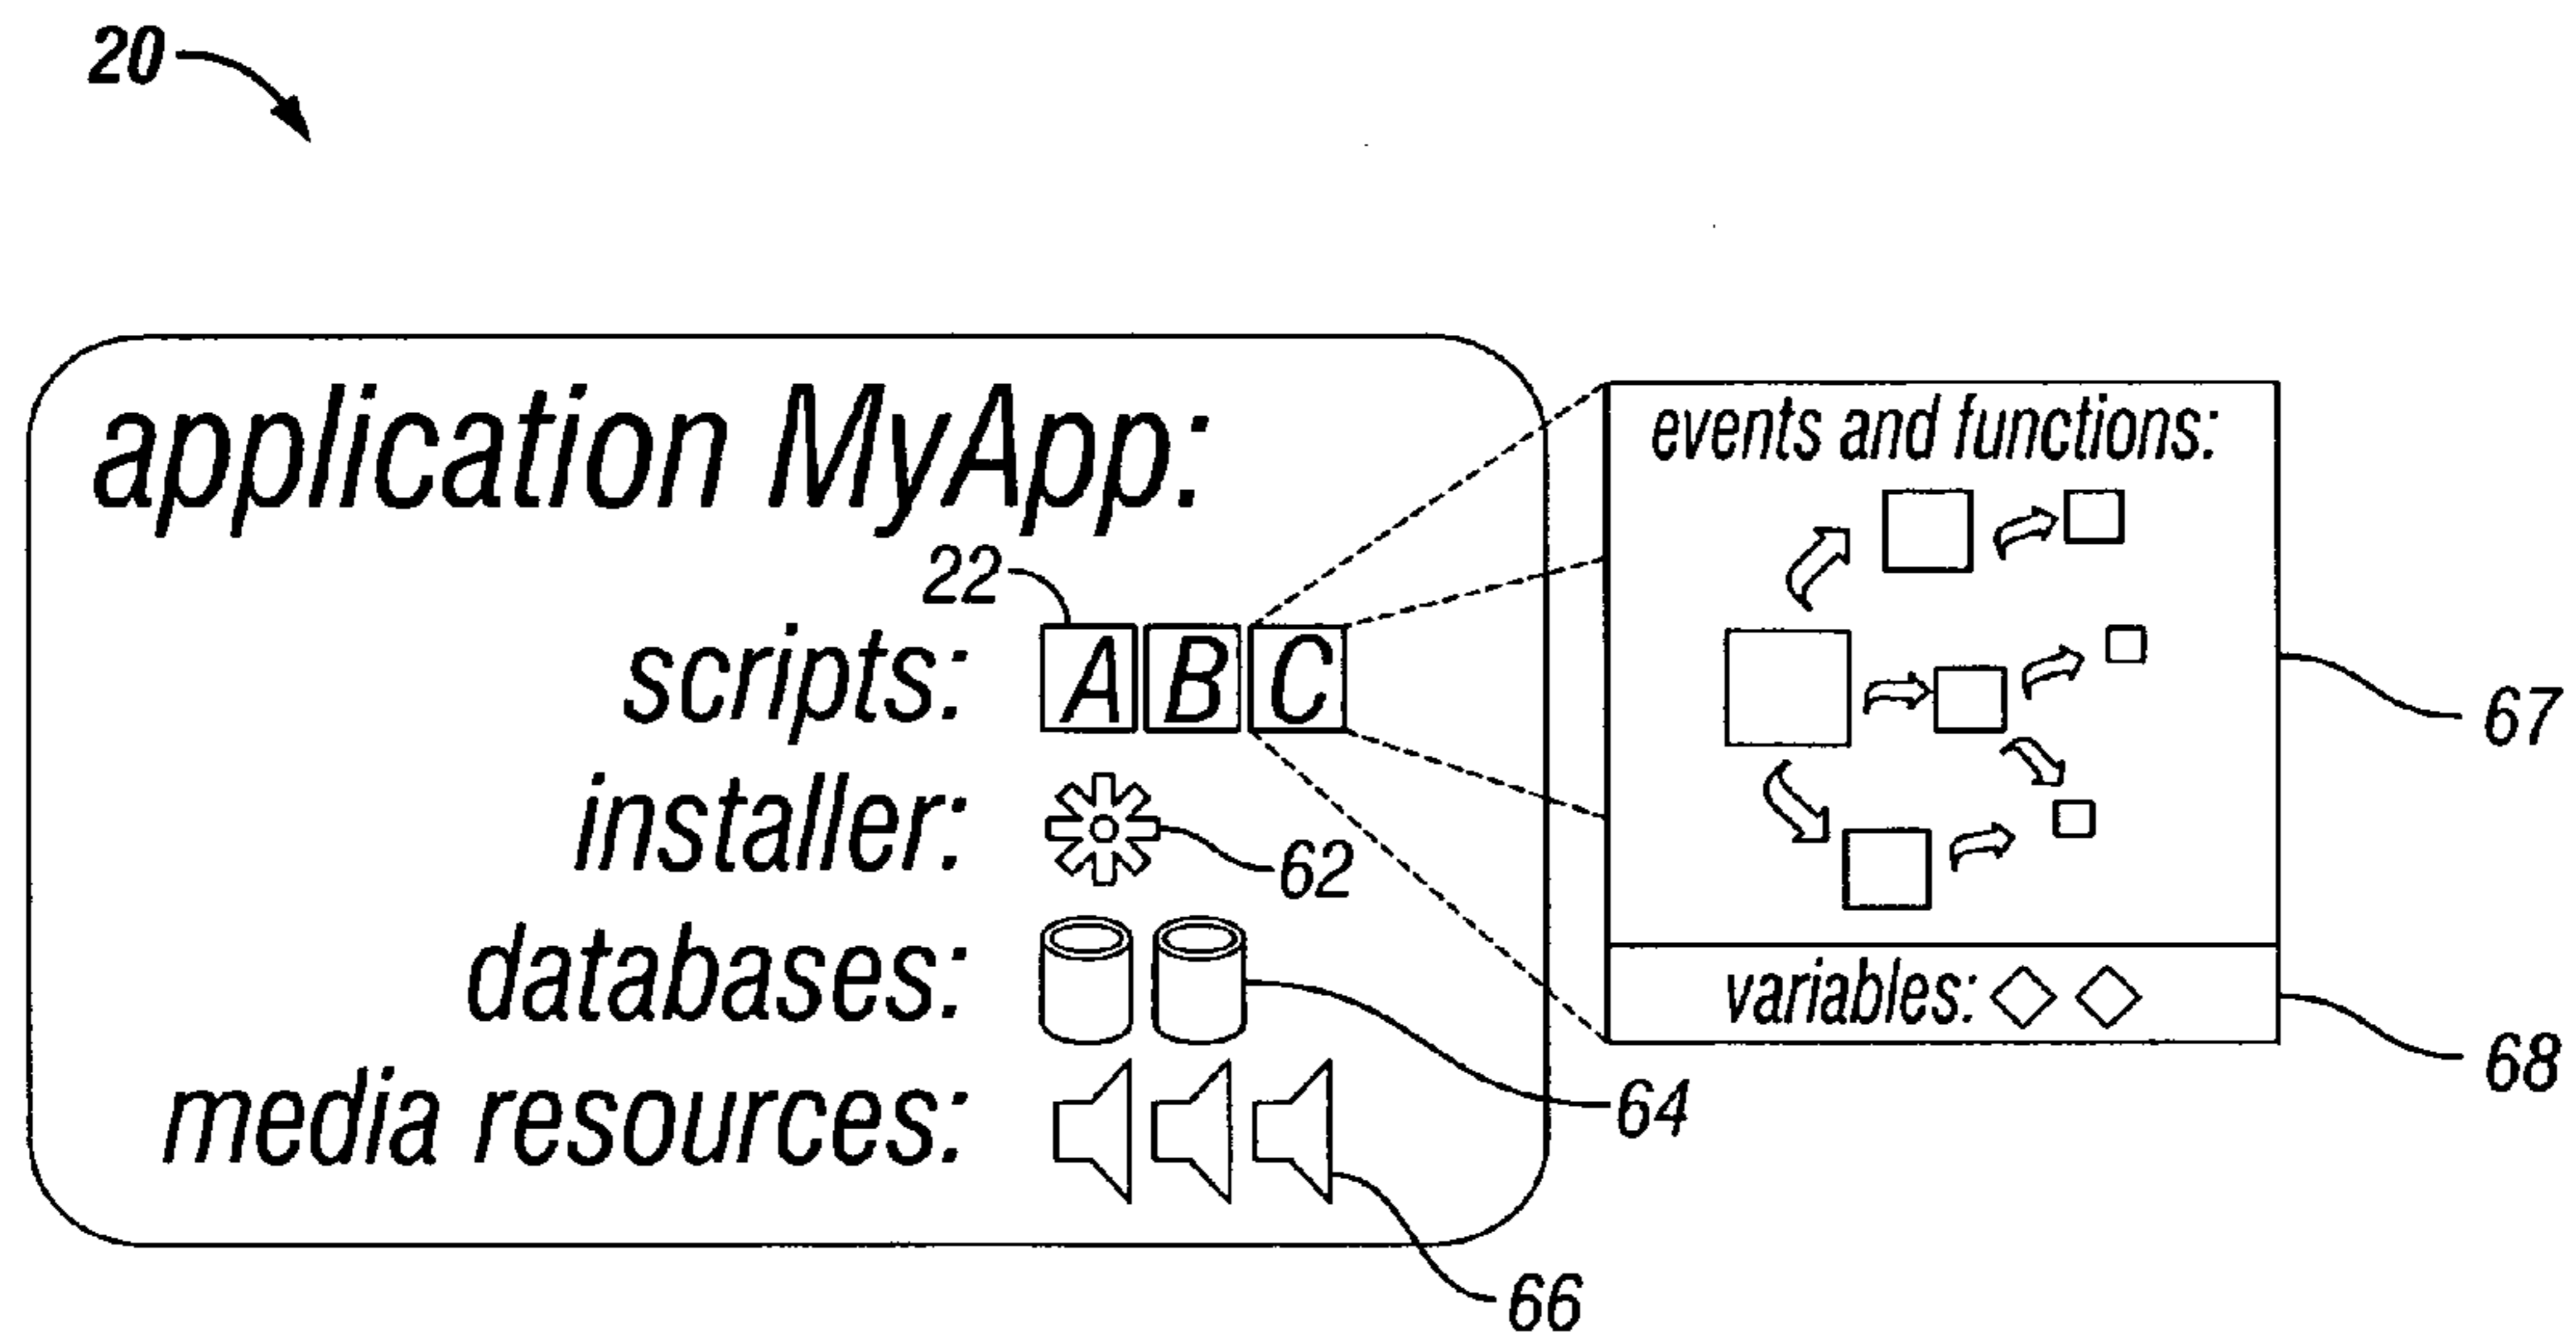 20
application MyApp:
events and functions:
22
scripts: A B C
67
installer:
62
databases:
variables:
68
64
media resources:
66